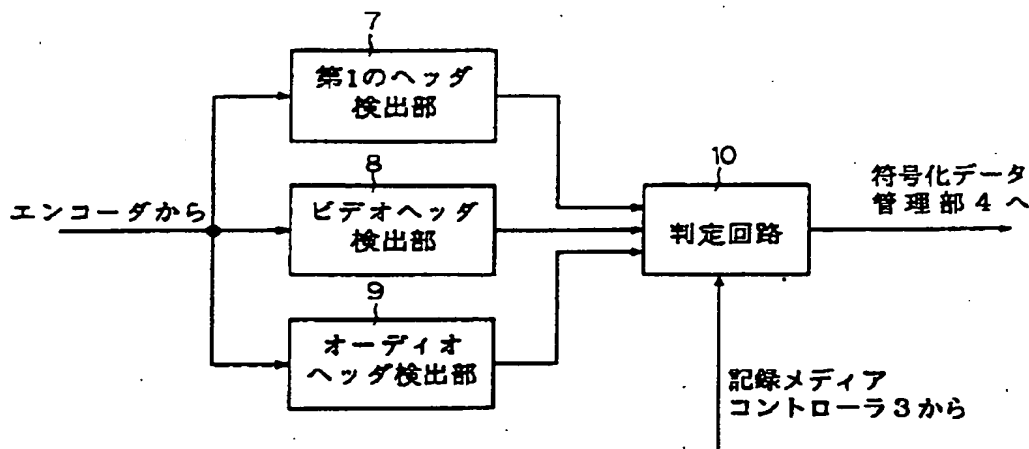 7
第1のヘッダ
検出部
8
エンコーダから
ビデオヘッダ
検出部
9
オーディオ
ヘッダ検出部
10
判定回路
符号化データ
管理部4へ
記録メディア
コントローラ3から